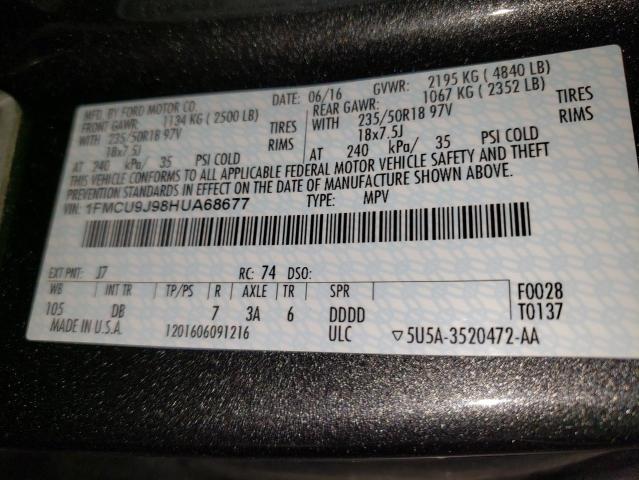 MFD. BY FORD MOTOR CO. DATE: 06/16 GVWR: 2195 KG ( 4840 LB)
FRONT GAWR: 1134 KG ( 2500 LB) REAR GAWR: 1067 KG ( 2352 LB)
WITH 235/50R18 97V TIRES WITH 235/50R18 97V TIRES
18x7.5J RIMS 18x7.5J RIMS
AT 240 kPa/ 35 PSI COLD AT 240 kPa/ 35 PSI COLD
THIS VEHICLE CONFORMS TO ALL APPLICABLE FEDERAL MOTOR VEHICLE SAFETY AND THEFT
PREVENTION STANDARDS IN EFFECT ON THE DATE OF MANUFACTURE SHOWN ABOVE.
VIN: 1FMCU9J98HUA68677 TYPE: MPV
EXT PNT: J7 RC: 74 DSO:
WB INT TR TP/PS R AXLE TR SPR F0028
105 DB 7 3A 6 DDDD T0137
MADE IN U.S.A. 1201606091216 ULC ▽5U5A-3520472-AA